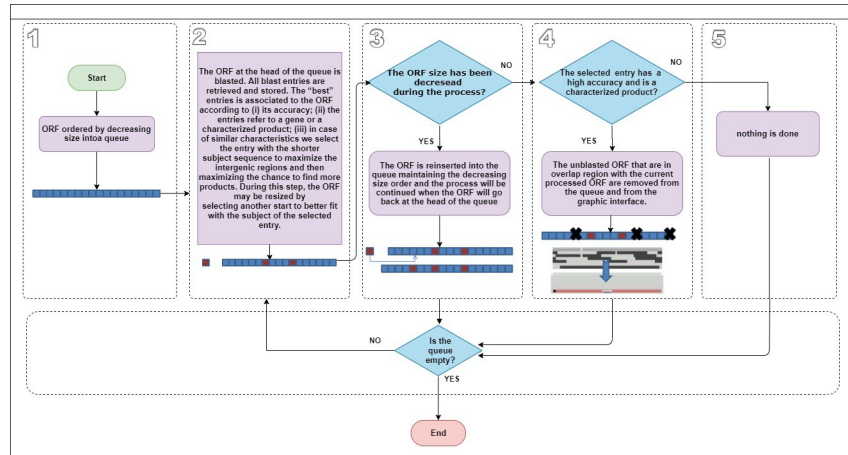 1
2
3
4
5
Start
ORF ordered by decreasing
size intoa queue
The ORF at the head of the queue is
blasted. All blast entries are
retrieved and stored. The "best"
entries is associated to the ORF
according to (i) its accuracy; (ii) the
entries refer to a gene or a
characterized product; (iii) in case
of similar characteristics we select
the entry with the shorter
subject sequence to maximize the
intergenic regions and then
maximizing the chance to find more
products. During this step, the ORF
may be resized by
selecting another start to better fit
with the subject of the selected
entry.
The ORF size has been
decresead
during the process?
NO
YES
The ORF is reinserted into the
queue maintaining the decreasing
size order and the process will be
continued when the ORF will go
back at the head of the queue
The selected entry has a
high accuracy and is a
characterized product?
NO
YES
The unblasted ORF that are in
overlap region with the current
processed ORF are removed from
the queue and from the
graphic interface.
nothing is done
Is the
queue
empty?
NO
YES
End